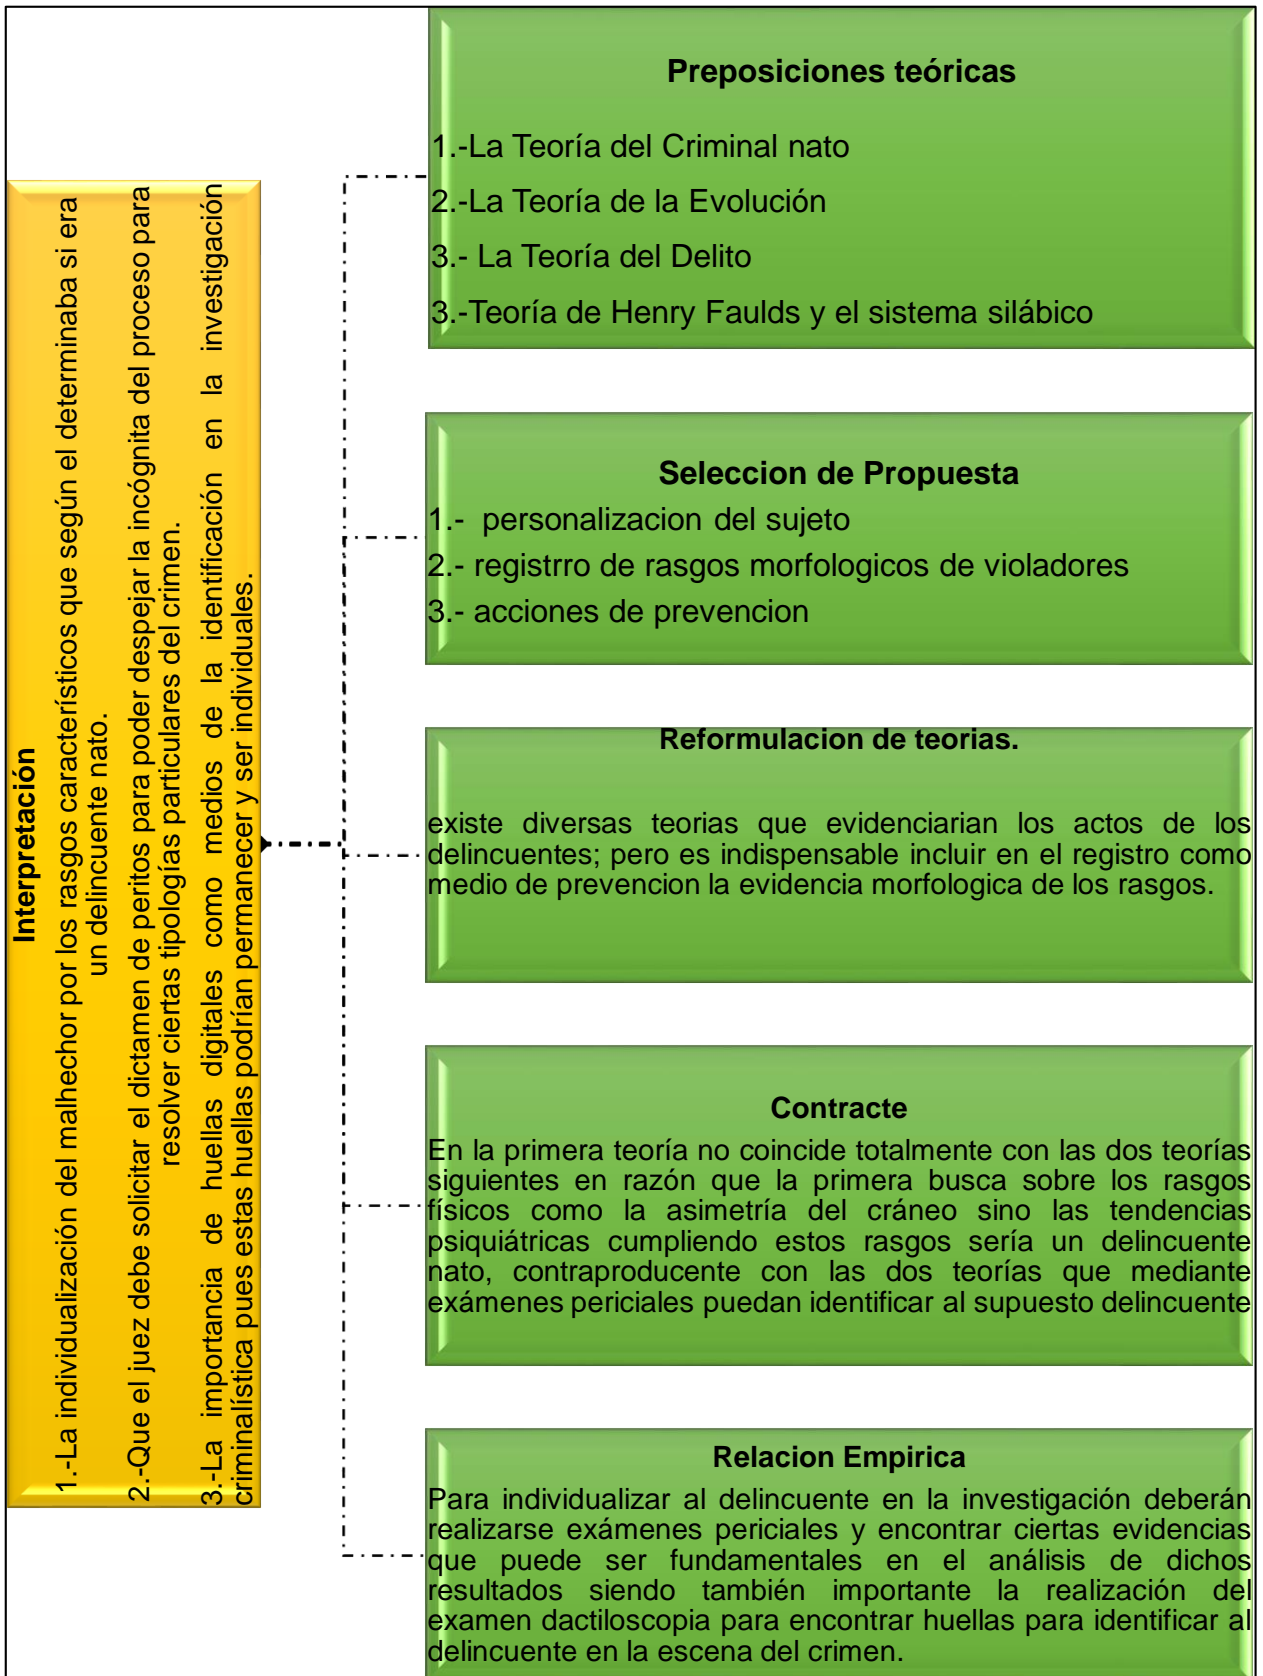 Interpretación
1.-La individualización del malhechor por los rasgos característicos que según el determinaba si era
un delincuente nato.
2.-Que el juez debe solicitar el dictamen de peritos para poder despejar la incógnita del proceso para
resolver ciertas tipologías particulares del crimen.
3.-La importancia de huellas digitales como medios de la identificación en la investigación
criminalística pues estas huellas podrían permanecer y ser individuales.
Preposiciones teóricas
1.-La Teoría del Criminal nato
2.-La Teoría de la Evolución
3.- La Teoría del Delito
3.-Teoría de Henry Faulds y el sistema silábico
Seleccion de Propuesta
1.- personalizacion del sujeto
2.- registrro de rasgos morfologicos de violadores
3.- acciones de prevencion
Reformulacion de teorias.
existe diversas teorias que evidenciarian los actos de los
delincuentes; pero es indispensable incluir en el registro como
medio de prevencion la evidencia morfologica de los rasgos.
Contracte
En la primera teoría no coincide totalmente con las dos teorías
siguientes en razón que la primera busca sobre los rasgos
físicos como la asimetría del cráneo sino las tendencias
psiquiátricas cumpliendo estos rasgos sería un delincuente
nato, contraproducente con las dos teorías que mediante
exámenes periciales puedan identificar al supuesto delincuente
Relacion Empirica
Para individualizar al delincuente en la investigación deberán
realizarse exámenes periciales y encontrar ciertas evidencias
que puede ser fundamentales en el análisis de dichos
resultados siendo también importante la realización del
examen dactiloscopia para encontrar huellas para identificar al
delincuente en la escena del crimen.